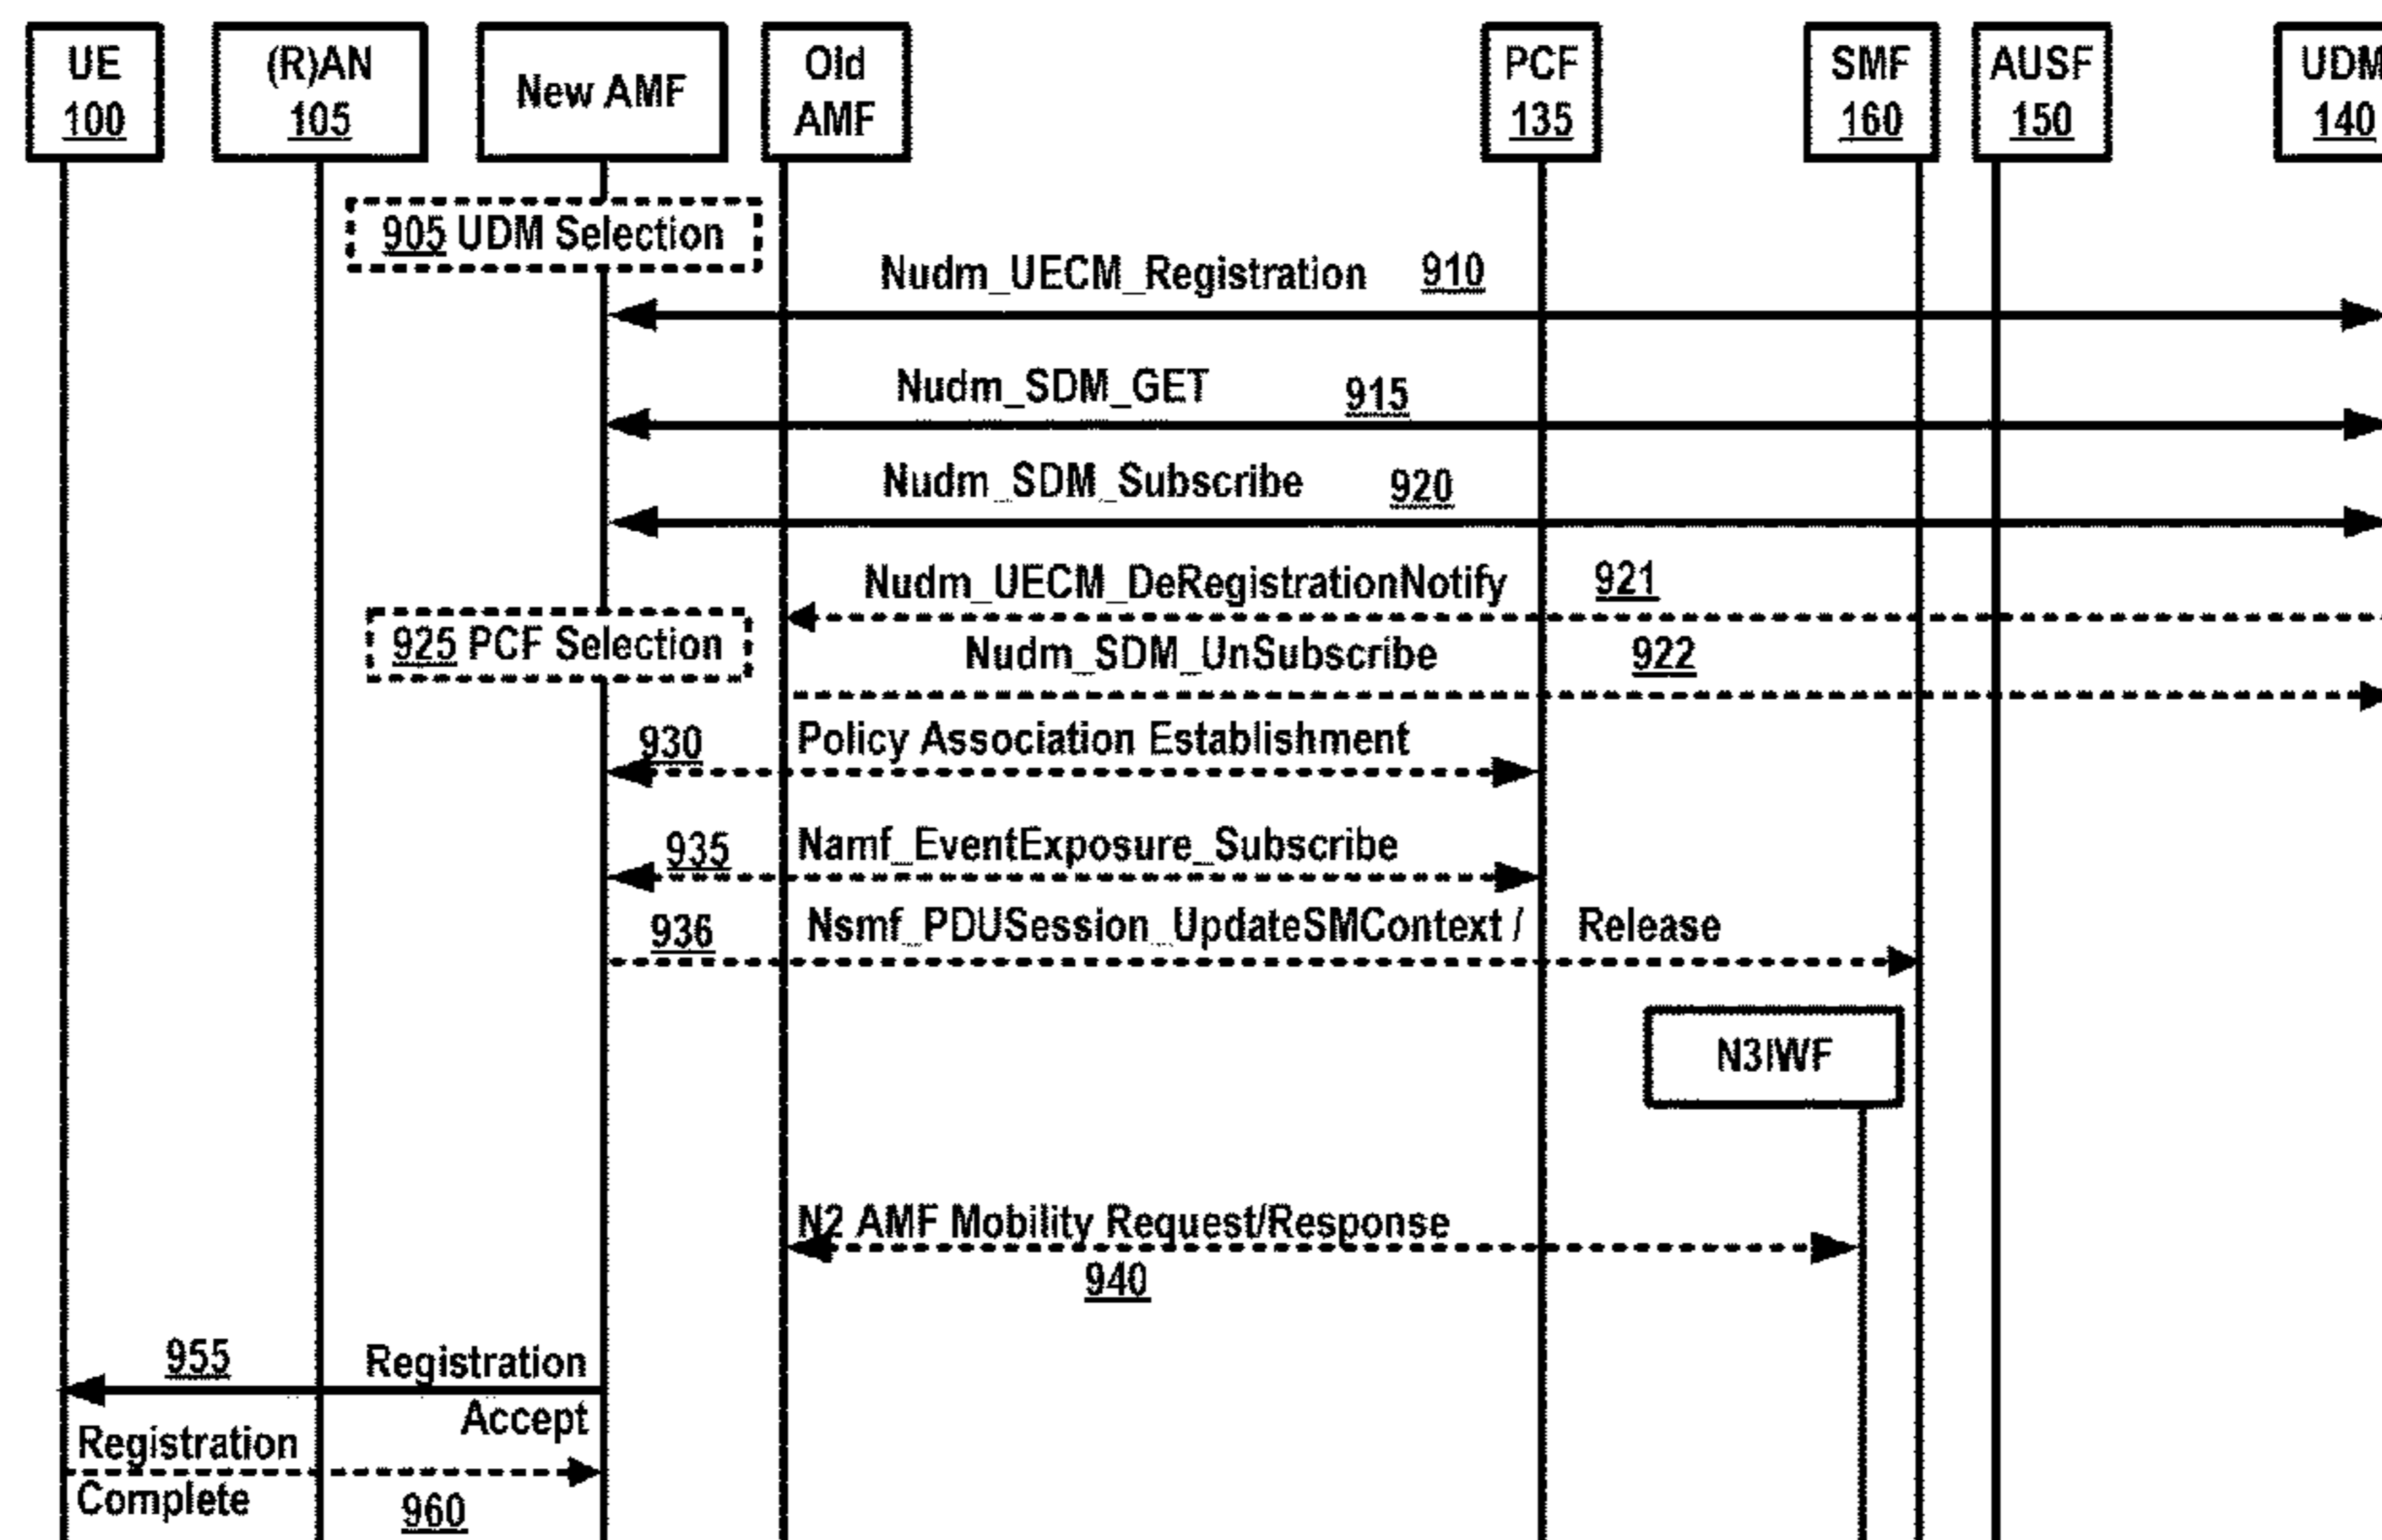 UE
100
(R)AN
105
New AMF
Old
AMF
PCF
135
SMF
160
AUSF
150
UDM
140
905 UDM Selection
Nudm_UECM_Registration 910
Nudm_SDM_GET 915
Nudm_SDM_Subscribe 920
Nudm_UECM_DeRegistrationNotify 921
925 PCF Selection
Nudm_SDM_UnSubscribe 922
930 Policy Association Establishment
935 Namf_EventExposure_Subscribe
936 Nsmf_PDUSession_UpdateSMContext / Release
N3IWF
N2 AMF Mobility Request/Response
940
955 Registration
Accept
Registration
Complete
960